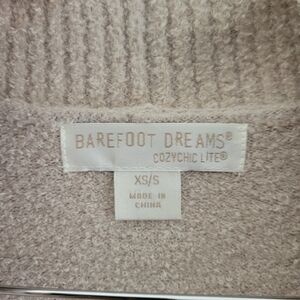 BAREFOOT DREAMS®
COZYCHIC LITE®
XS/S
MADE IN
CHINA